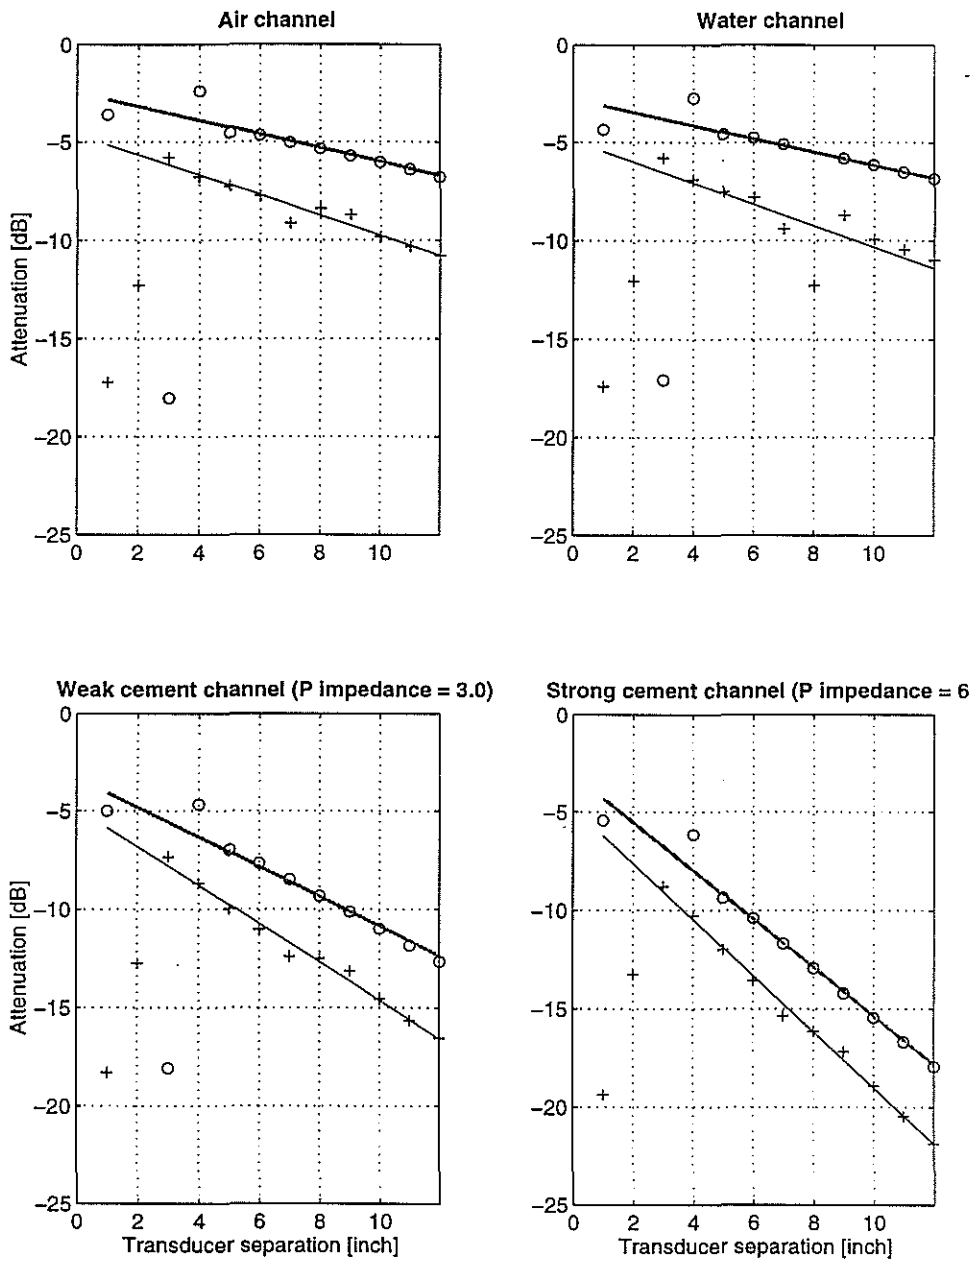 Air channel
Water channel
0
−5
−10
−15
−20
−25
0 2 4 6 8 10
Attenuation [dB]
0
−5
−10
−15
−20
−25
0 2 4 6 8 10
Weak cement channel (P impedance = 3.0)
Strong cement channel (P impedance = 6
0
−5
−10
−15
−20
−25
0 2 4 6 8 10
Attenuation [dB]
Transducer separation [inch]
0
−5
−10
−15
−20
−25
0 2 4 6 8 10
Transducer separation [inch]